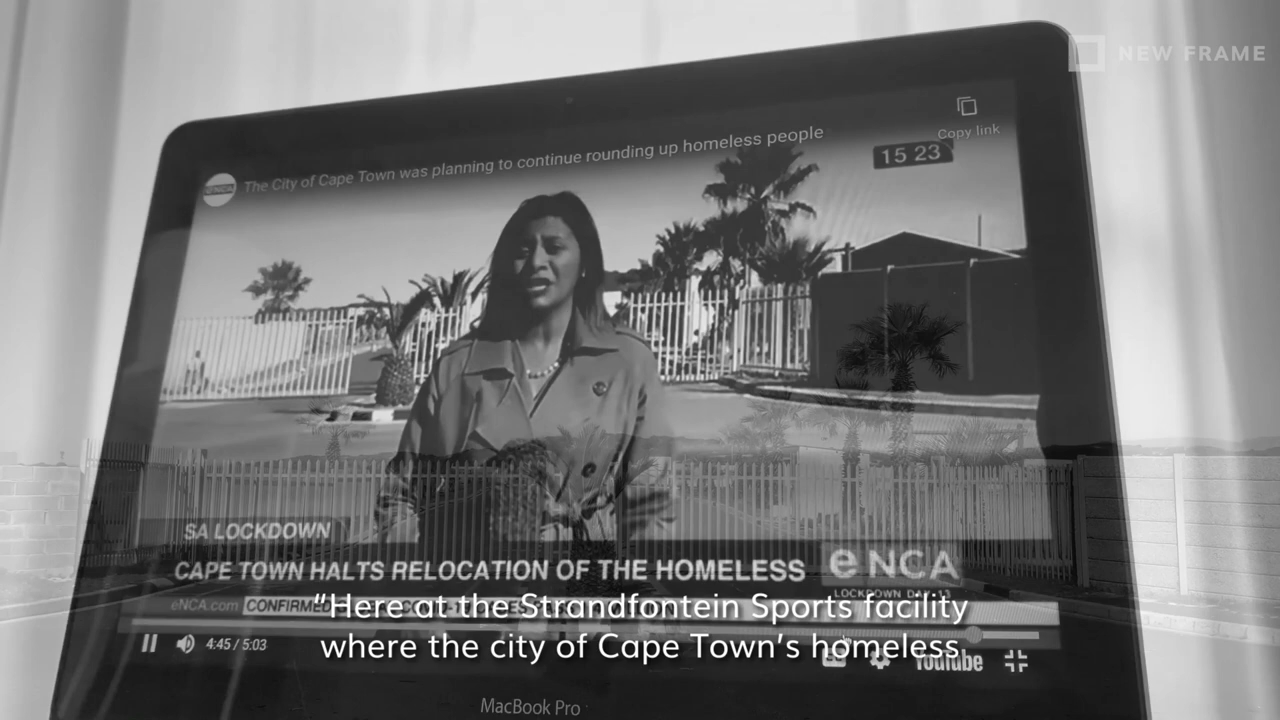 NEW FRAME
Copy link
eNCA
The City of Cape Town was planning to continue rounding up homeless people
15 23
SA LOCKDOWN
CAPE TOWN HALTS RELOCATION OF THE HOMELESS
eNCA
LOCKDOWN DAY 13
eNCA.com
CONFIRMED
“Here at the Strandfontein Sports facility
where the city of Cape Town’s homeless
4:45 / 5:03
YouTube
MacBook Pro